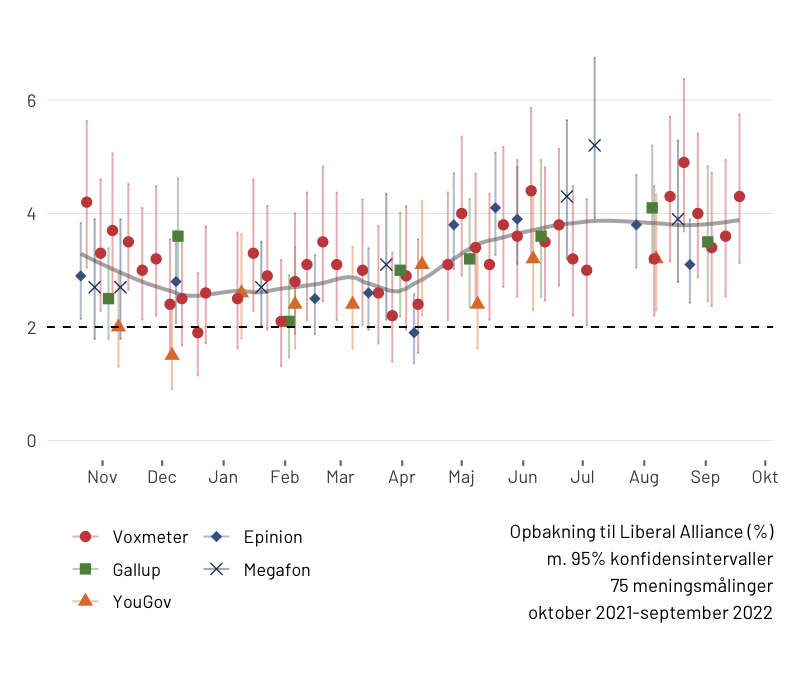 6
4
2
0
Nov Dec Jan Feb Mar Apr Maj Jun Jul Aug Sep Okt
Voxmeter Epinion
Gallup Megafon
YouGov
Opbakning til Liberal Alliance (%)
m. 95% konfidensintervaller
75 meningsmålinger
oktober 2021-september 2022